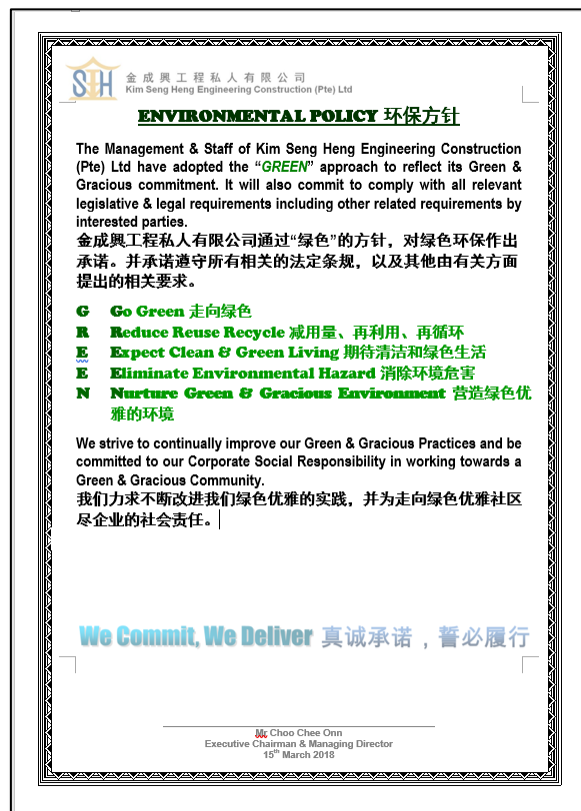 SIH
金成興工程私人有限公司
Kim Seng Heng Engineering Construction (Pte) Ltd
ENVIRONMENTAL POLICY 环保方针
The Management & Staff of Kim Seng Heng Engineering Construction
(Pte) Ltd have adopted the “GREEN” approach to reflect its Green &
Gracious commitment. It will also commit to comply with all relevant
legislative & legal requirements including other related requirements by
interested parties.
金成興工程私人有限公司通过“绿色”的方针，对绿色环保作出
承诺。并承诺遵守所有相关的法定条规，以及其他由有关方面
提出的相关要求。
G Go Green 走向绿色
R Reduce Reuse Recycle 减用量、再利用、再循环
E Expect Clean & Green Living 期待清洁和绿色生活
E Eliminate Environmental Hazard 消除环境危害
N Nurture Green & Gracious Environment 营造绿色优
雅的环境
We strive to continually improve our Green & Gracious Practices and be
committed to our Corporate Social Responsibility in working towards a
Green & Gracious Community.
我们力求不断改进我们绿色优雅的实践，并为走向绿色优雅社区
尽企业的社会责任。
We Commit, We Deliver 真诚承诺，誓必履行
Mr Choo Chee Onn
Executive Chairman & Managing Director
15th March 2018